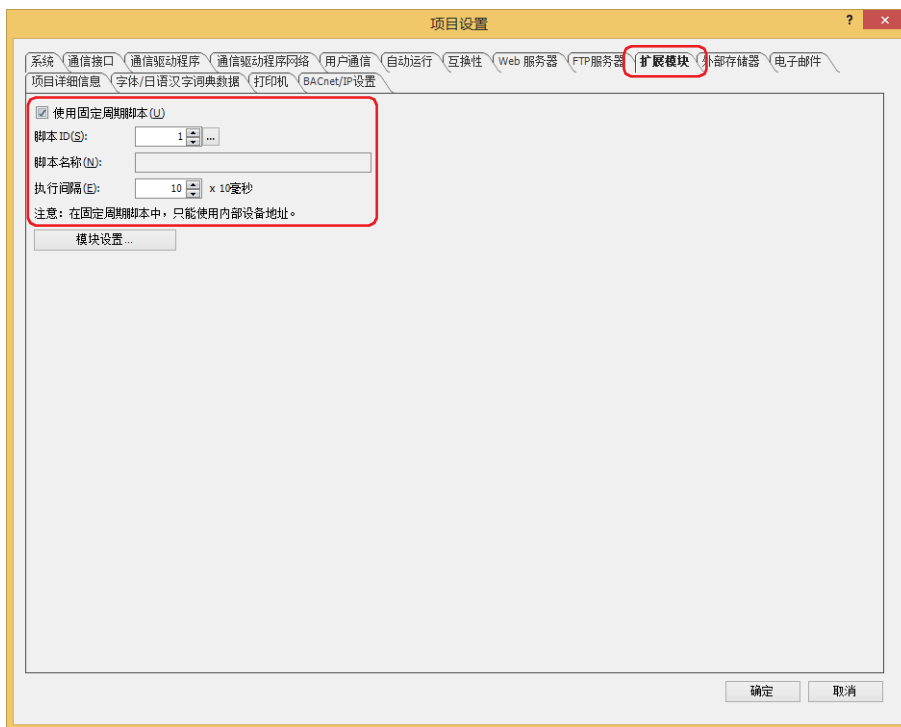 项目设置
? ×
系统 通信接口 通信驱动程序 通信驱动程序网络 用户通信 自动运行 互换性 Web 服务器 FTP服务器 扩展模块 外部存储器 电子邮件
项目详细信息 字体/日语汉字词典数据 打印机 BACnet/IP设置
使用固定周期脚本(U)
脚本 ID(S): 1 ...
脚本名称(N):
执行间隔(E): 10 x 10毫秒
注意：在固定周期脚本中，只能使用内部设备地址。
模块设置...
确定 取消